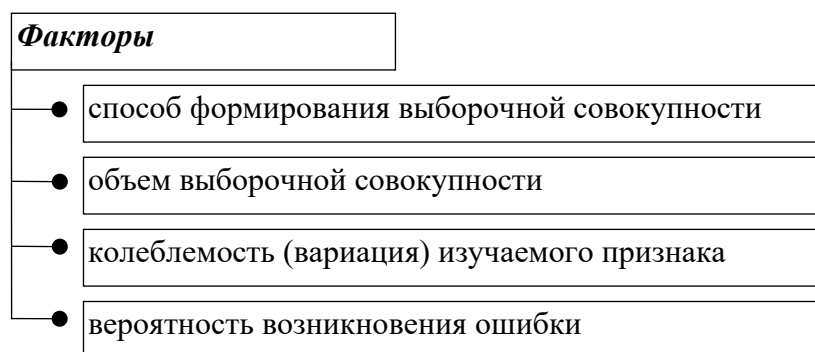 Факторы
способ формирования выборочной совокупности
объем выборочной совокупности
колеблемость (вариация) изучаемого признака
вероятность возникновения ошибки